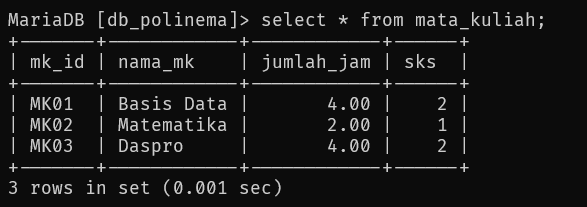 MariaDB [db_polinema]> select * from mata_kuliah;
+-------+------------+------------+------+
| mk_id | nama_mk    | jumlah_jam | sks  |
+-------+------------+------------+------+
| MK01  | Basis Data |       4.00 |    2 |
| MK02  | Matematika |       2.00 |    1 |
| MK03  | Daspro     |       4.00 |    2 |
+-------+------------+------------+------+
3 rows in set (0.001 sec)